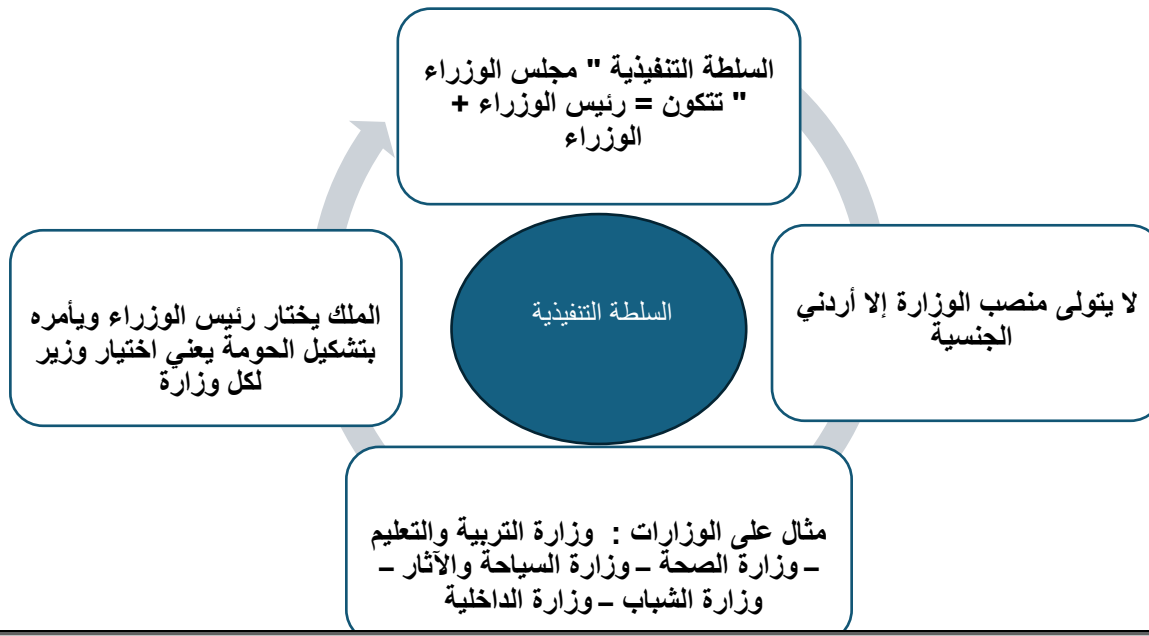 السلطة التنفيذية " مجلس الوزراء
" تتكون = رئيس الوزراء +
الوزراء
لا يتولى منصب الوزارة إلا أردني
الجنسية
السلطة التنفيذية
الملك يختار رئيس الوزراء ويأمره
بتشكيل الحومة يعني اختيار وزير
لكل وزارة
مثال على الوزارات : وزارة التربية والتعليم
– وزارة الصحة – وزارة السياحة والآثار –
وزارة الشباب – وزارة الداخلية